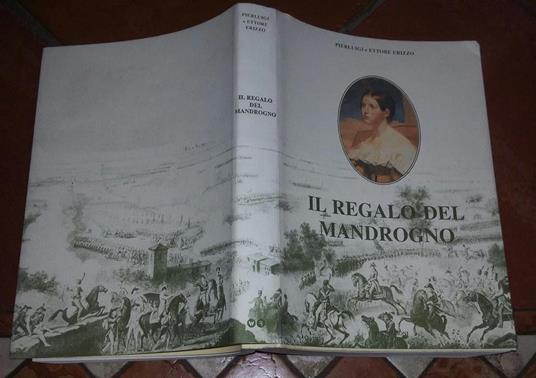 PIERLUIGI
e ETTORE
ERIZZO
IL REGALO
DEL
MANDROGNO
PIERLUIGI e ETTORE ERIZZO
IL REGALO DEL
MANDROGNO